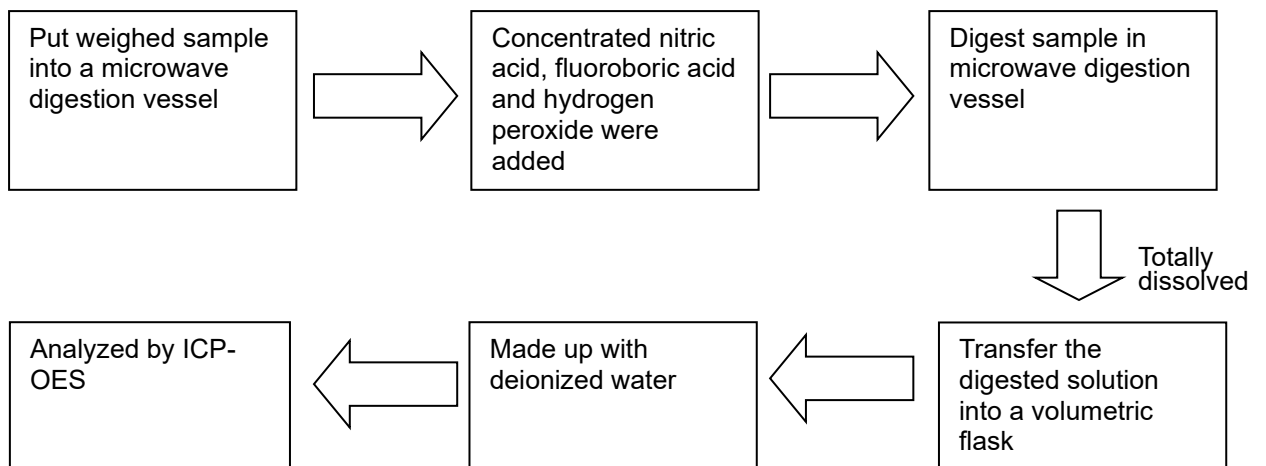 Put weighed sample
into a microwave
digestion vessel
Concentrated nitric
acid, fluoroboric acid
and hydrogen
peroxide were
added
Digest sample in
microwave digestion
vessel
Totally
dissolved
Transfer the
digested solution
into a volumetric
flask
Made up with
deionized water
Analyzed by ICP-
OES